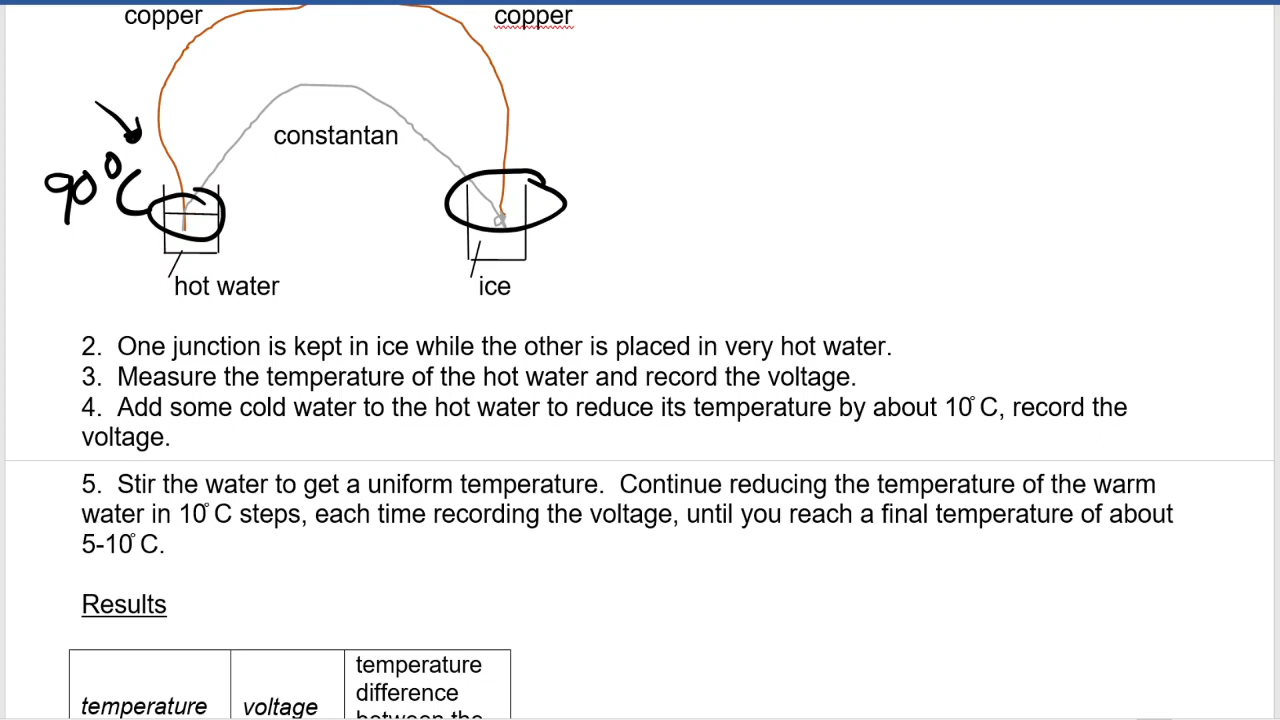 copper
copper
constantan
90°C
hot water
ice
2. One junction is kept in ice while the other is placed in very hot water.
3. Measure the temperature of the hot water and record the voltage.
4. Add some cold water to the hot water to reduce its temperature by about 10°C, record the
voltage.
5. Stir the water to get a uniform temperature. Continue reducing the temperature of the warm
water in 10°C steps, each time recording the voltage, until you reach a final temperature of about
5-10°C.
Results
temperature
difference
between the
temperature
voltage